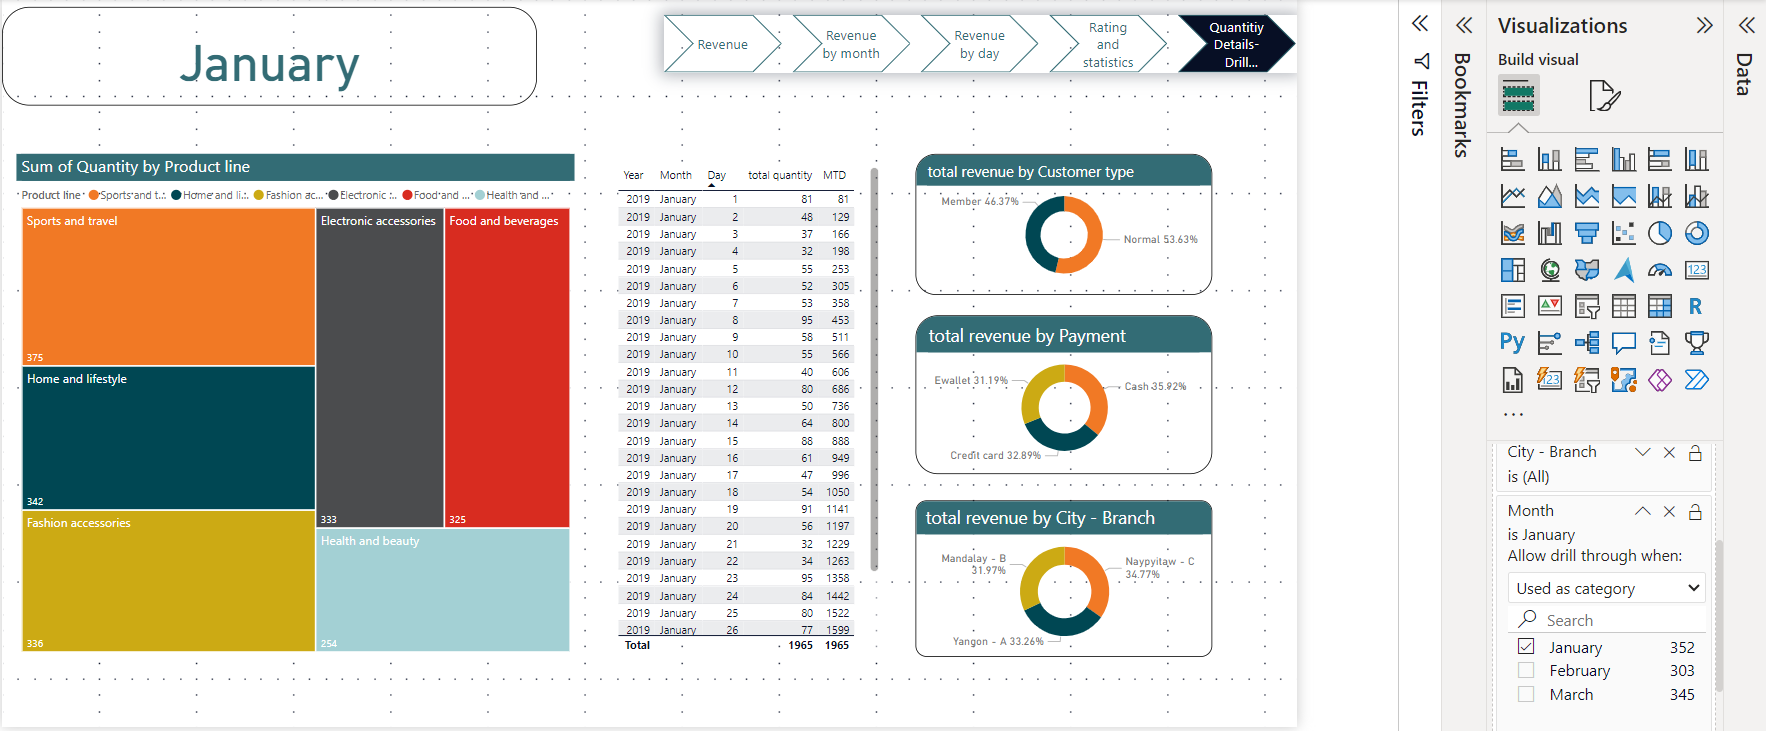 January
Revenue
Revenue
by month
Revenue
by day
Rating
and
statistics
Quantitiy
Details-
Drill...
Sum of Quantity by Product line
Product line
Sports and t...
Home and li...
Fashion ac...
Electronic ...
Food and ...
Health and ...
Sports and travel
375
Home and lifestyle
342
Fashion accessories
336
Electronic accessories
333
Food and beverages
325
Health and beauty
254
Year Month Day total quantity MTD
2019 January 1 81 81
2019 January 2 48 129
2019 January 3 37 166
2019 January 4 32 198
2019 January 5 55 253
2019 January 6 52 305
2019 January 7 53 358
2019 January 8 95 453
2019 January 9 58 511
2019 January 10 55 566
2019 January 11 40 606
2019 January 12 80 686
2019 January 13 50 736
2019 January 14 64 800
2019 January 15 88 888
2019 January 16 61 949
2019 January 17 47 996
2019 January 18 54 1050
2019 January 19 91 1141
2019 January 20 56 1197
2019 January 21 32 1229
2019 January 22 34 1263
2019 January 23 95 1358
2019 January 24 84 1442
2019 January 25 80 1522
2019 January 26 77 1599
Total 1965 1965
total revenue by Customer type
Member 46.37%
Normal 53.63%
total revenue by Payment
Ewallet 31.19%
Cash 35.92%
Credit card 32.89%
total revenue by City - Branch
Mandalay - B
31.97%
Naypyitaw - C
34.77%
Yangon - A 33.26%
Filters
Bookmarks
Visualizations
Build visual
123
R
Py
123
...
City - Branch
is (All)
Month
is January
Allow drill through when:
Used as category
Search
January 352
February 303
March 345
Data